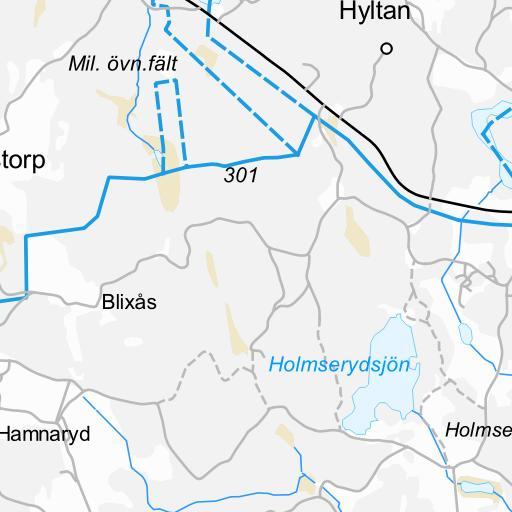 Hyltan
Mil. övn.fält
torp
301
Blixås
Holmserydsjön
Hamnaryd
Holmse